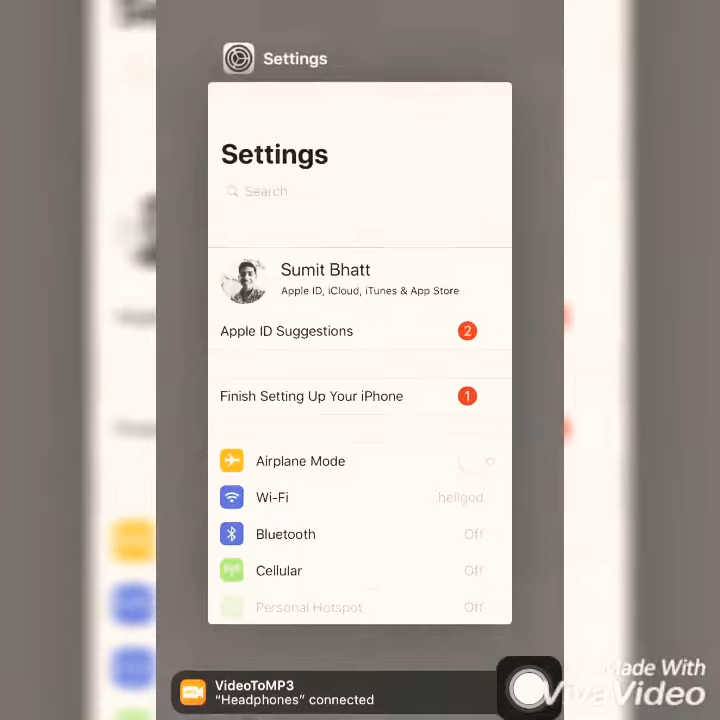 Settings
Settings
Search
Sumit Bhatt
Apple ID, iCloud, iTunes & App Store
Apple ID Suggestions
2
Finish Setting Up Your iPhone
1
Airplane Mode
Wi-Fi
heligod
Bluetooth
Off
Cellular
Off
Personal Hotspot
Off
VideoToMP3
“Headphones” connected
Made With
VivaVideo